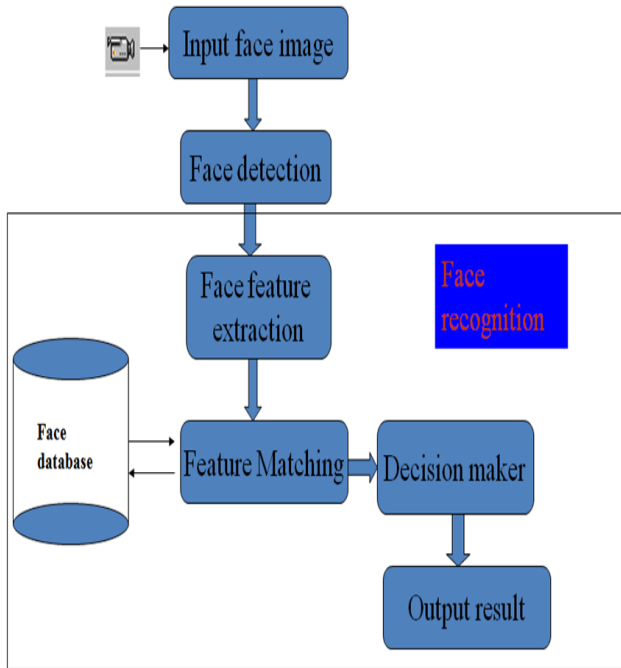 Input face image
Face detection
Face feature
extraction
Face
recognition
Face
database
Feature Matching
Decision maker
Output result